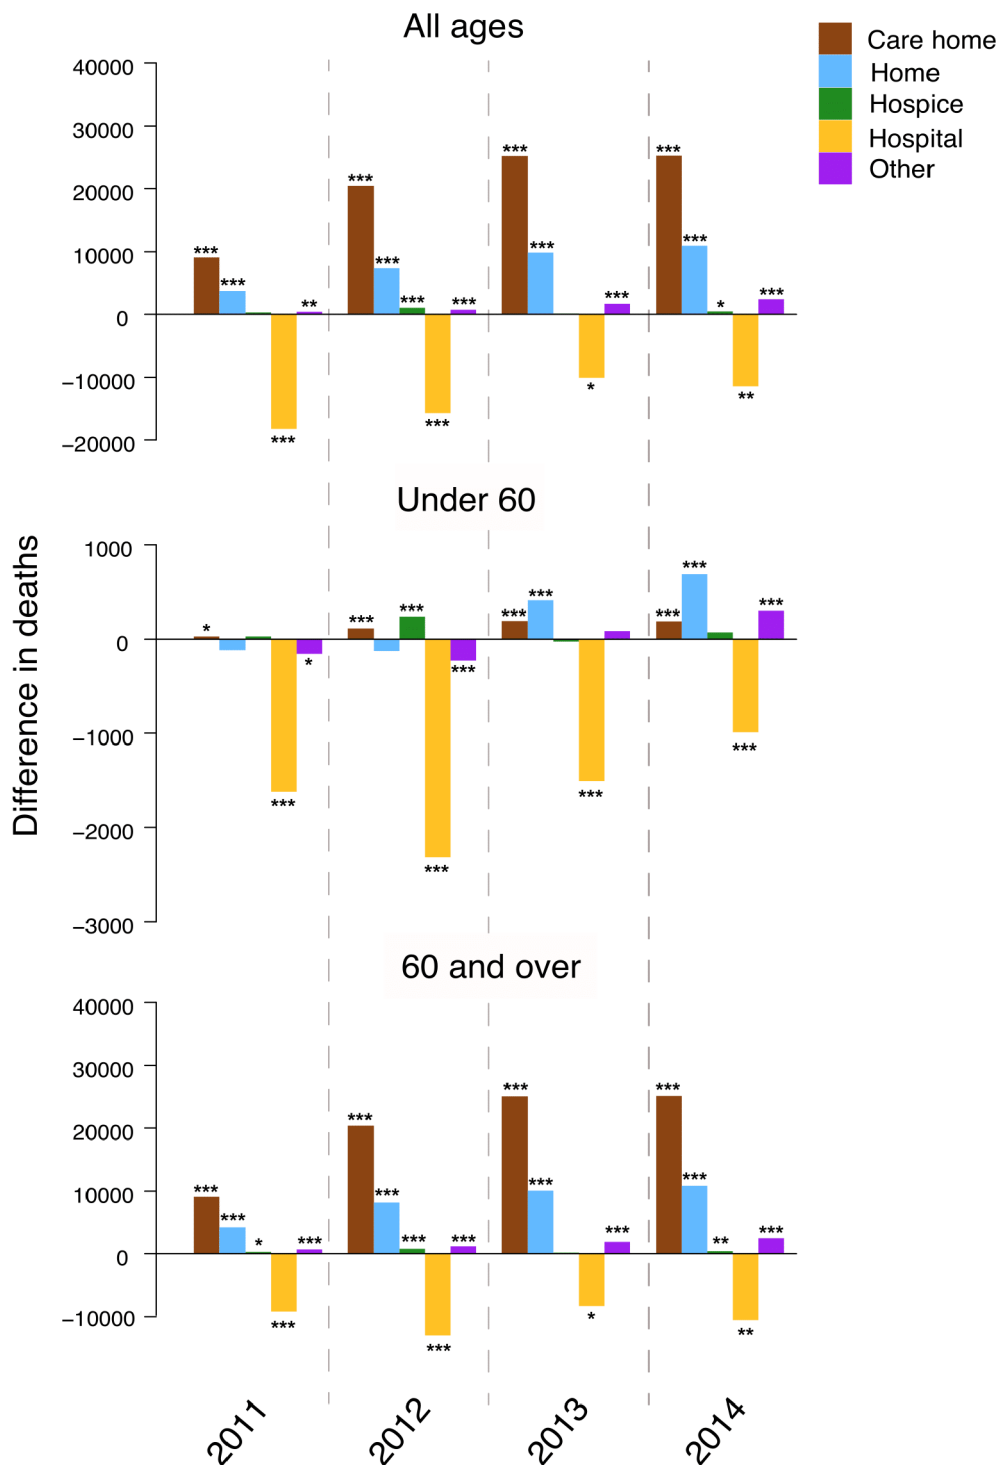 All ages
Care home
Home
Hospice
Hospital
Other
40000
30000
20000
10000
0
−10000
−20000
*** *** ** ***
*** *** *** *** ***
*** *** *** *
*** *** * *** **
Difference in deaths
Under 60
1000
0
−1000
−2000
−3000
* * ***
*** *** *** ***
*** *** ***
*** *** *** ***
60 and over
40000
30000
20000
10000
0
−10000
*** *** * *** ***
*** *** *** *** ***
*** *** *** *
*** *** ** *** **
2011
2012
2013
2014